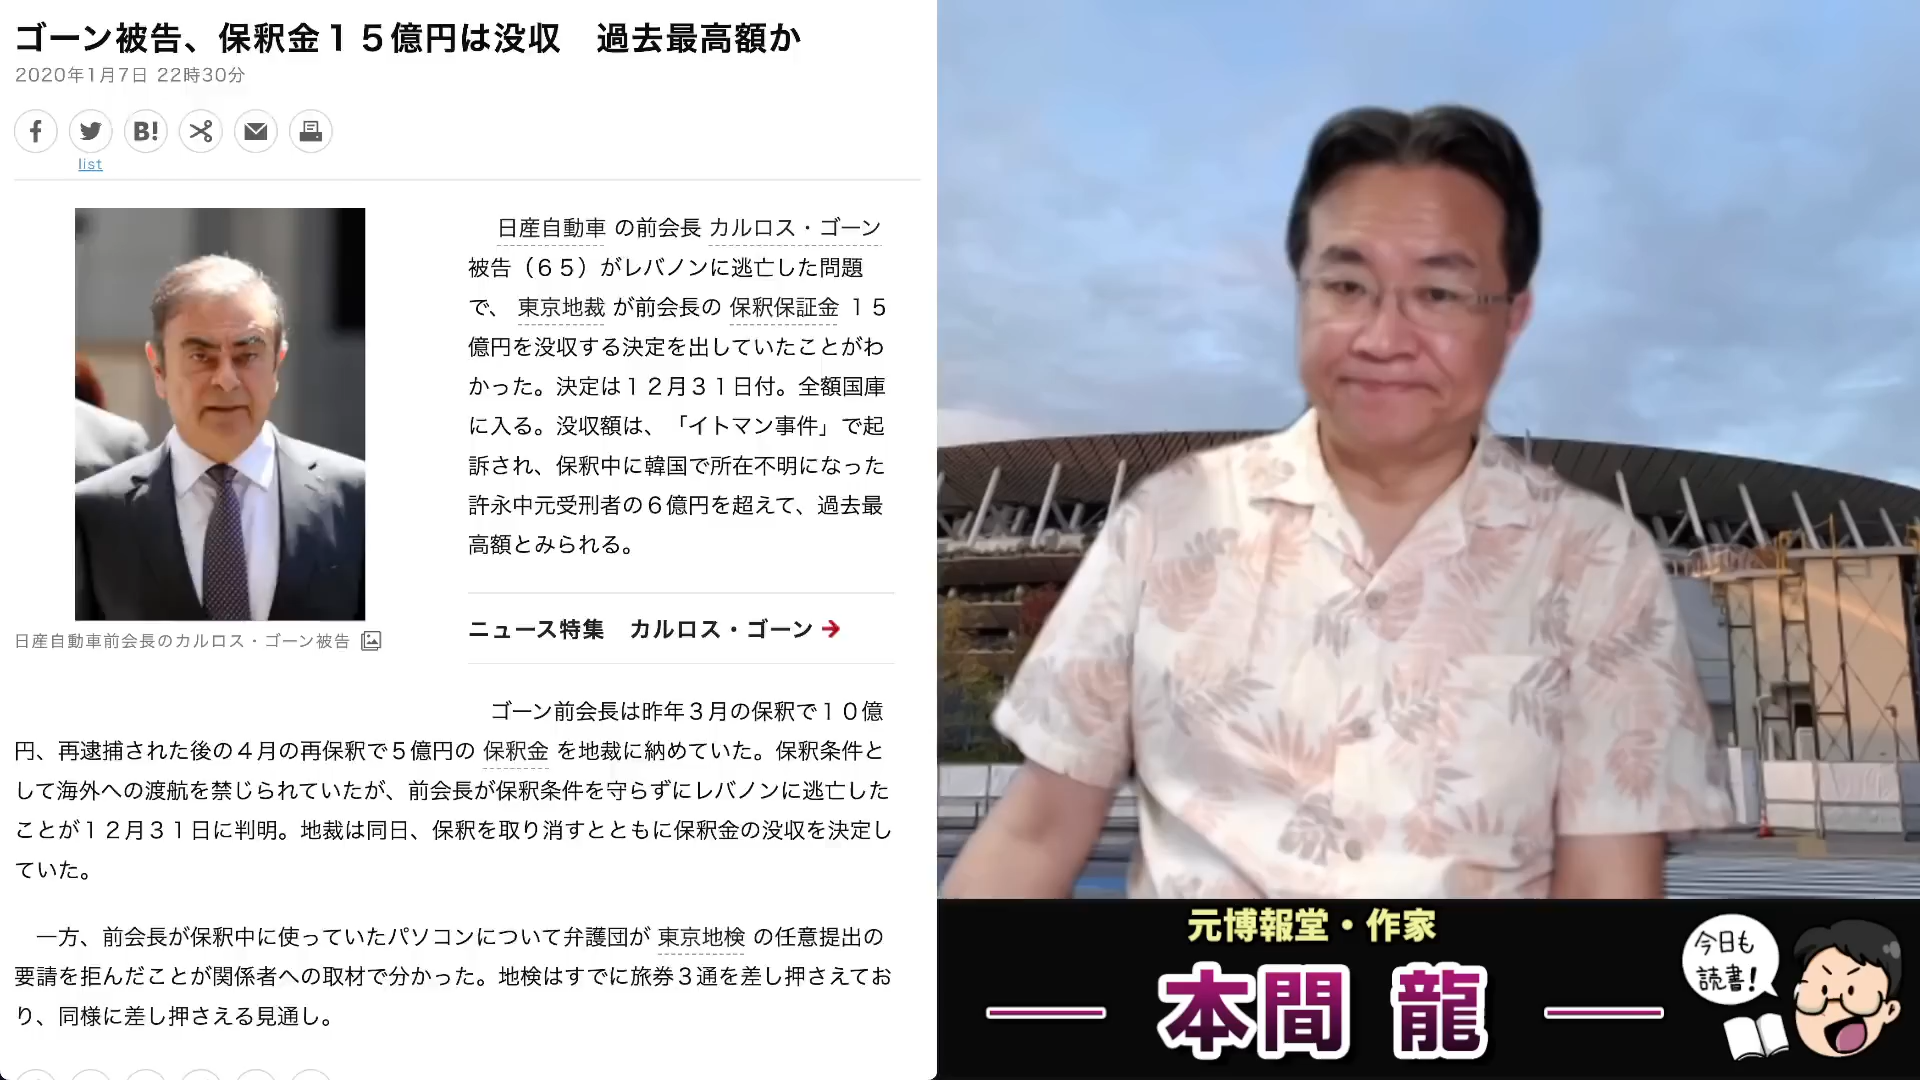 ゴーン被告、保釈金１５億円は没収　過去最高額か
2020年1月7日 22時30分
f
B!
list
日産自動車 の前会長 カルロス・ゴーン
被告（６５）がレバノンに逃亡した問題
で、 東京地裁 が前会長の 保釈保証金 １５
億円を没収する決定を出していたことがわ
かった。決定は１２月３１日付。全額国庫
に入る。没収額は、「イトマン事件」で起
訴され、保釈中に韓国で所在不明になった
許永中元受刑者の６億円を超えて、過去最
高額とみられる。
日産自動車前会長のカルロス・ゴーン被告
ニュース特集　カルロス・ゴーン
ゴーン前会長は昨年３月の保釈で１０億
円、再逮捕された後の４月の再保釈で５億円の 保釈金 を地裁に納めていた。保釈条件と
して海外への渡航を禁じられていたが、前会長が保釈条件を守らずにレバノンに逃亡した
ことが１２月３１日に判明。地裁は同日、保釈を取り消すとともに保釈金の没収を決定し
ていた。
一方、前会長が保釈中に使っていたパソコンについて弁護団が 東京地検 の任意提出の
要請を拒んだことが関係者への取材で分かった。地検はすでに旅券３通を差し押さえてお
り、同様に差し押さえる見通し。
元博報堂・作家
本間 龍
今日も
読書！